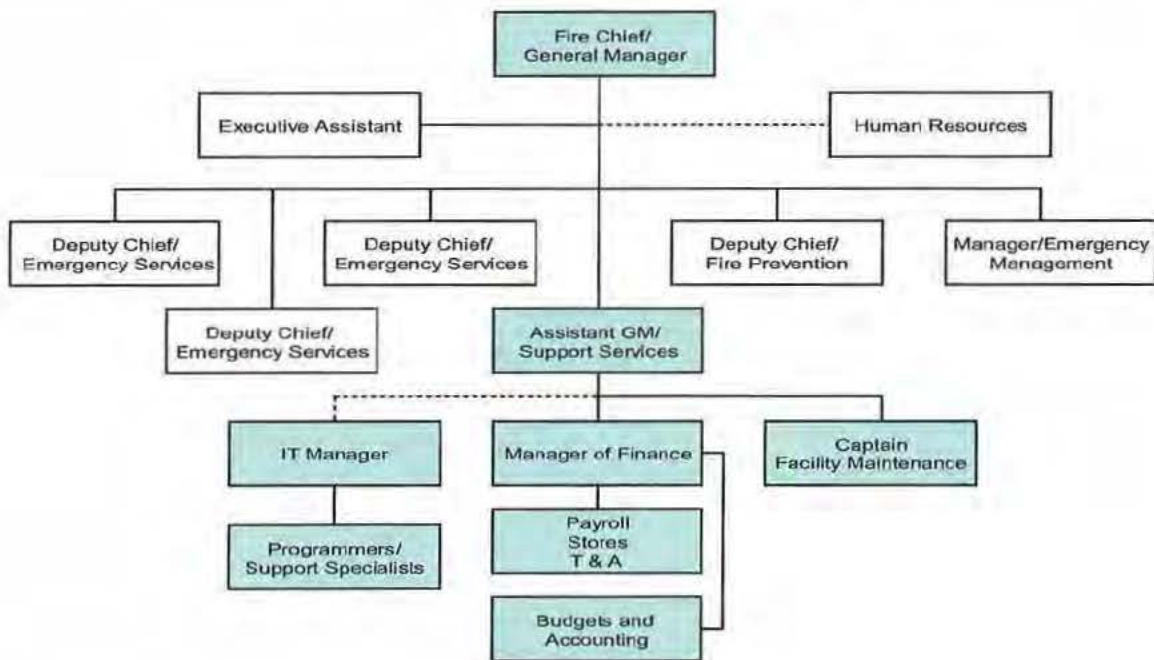 Fire Chief/
General Manager
Executive Assistant
Human Resources
Deputy Chief/
Emergency Services
Deputy Chief/
Emergency Services
Deputy Chief/
Fire Prevention
Manager/Emergency
Management
Deputy Chief/
Emergency Services
Assistant GM/
Support Services
IT Manager
Manager of Finance
Captain
Facility Maintenance
Programmers/
Support Specialists
Payroll
Stores
T & A
Budgets and
Accounting